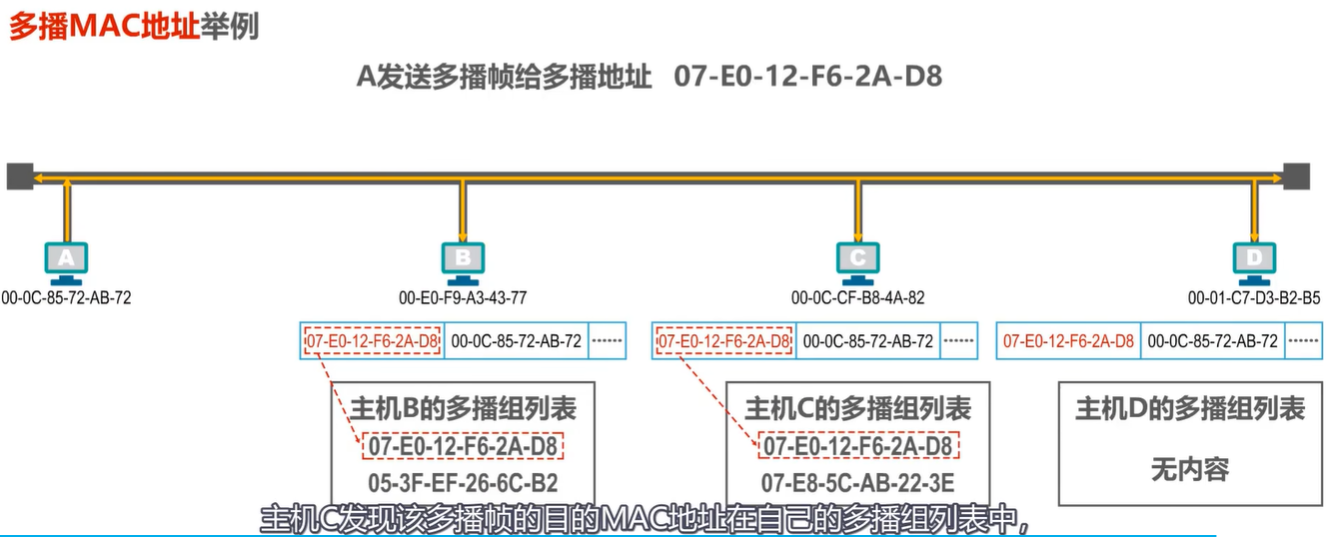 多播MAC地址举例
A发送多播帧给多播地址 07-E0-12-F6-2A-D8
A B C D
00-0C-85-72-AB-72 00-E0-F9-A3-43-77 00-0C-CF-B8-4A-82 00-01-C7-D3-B2-B5
07-E0-12-F6-2A-D8 00-0C-85-72-AB-72 ······ 07-E0-12-F6-2A-D8 00-0C-85-72-AB-72 ······ 07-E0-12-F6-2A-D8 00-0C-85-72-AB-72 ······
主机B的多播组列表
07-E0-12-F6-2A-D8
05-3F-EF-26-6C-B2
主机C的多播组列表
07-E0-12-F6-2A-D8
07-E8-5C-AB-22-3E
主机D的多播组列表
无内容
主机C发现该多播帧的目的MAC地址在自己的多播组列表中，